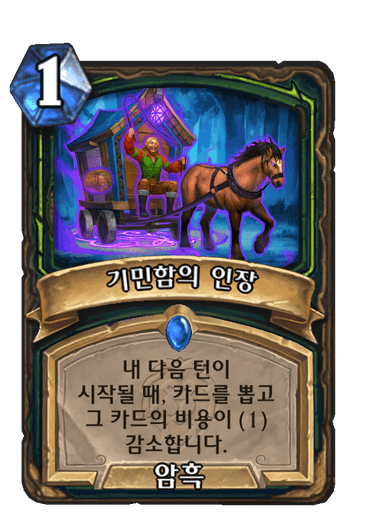 1
기민함의 인장
내 다음 턴이
시작될 때, 카드를 뽑고
그 카드의 비용이 (1)
감소합니다.
암흑